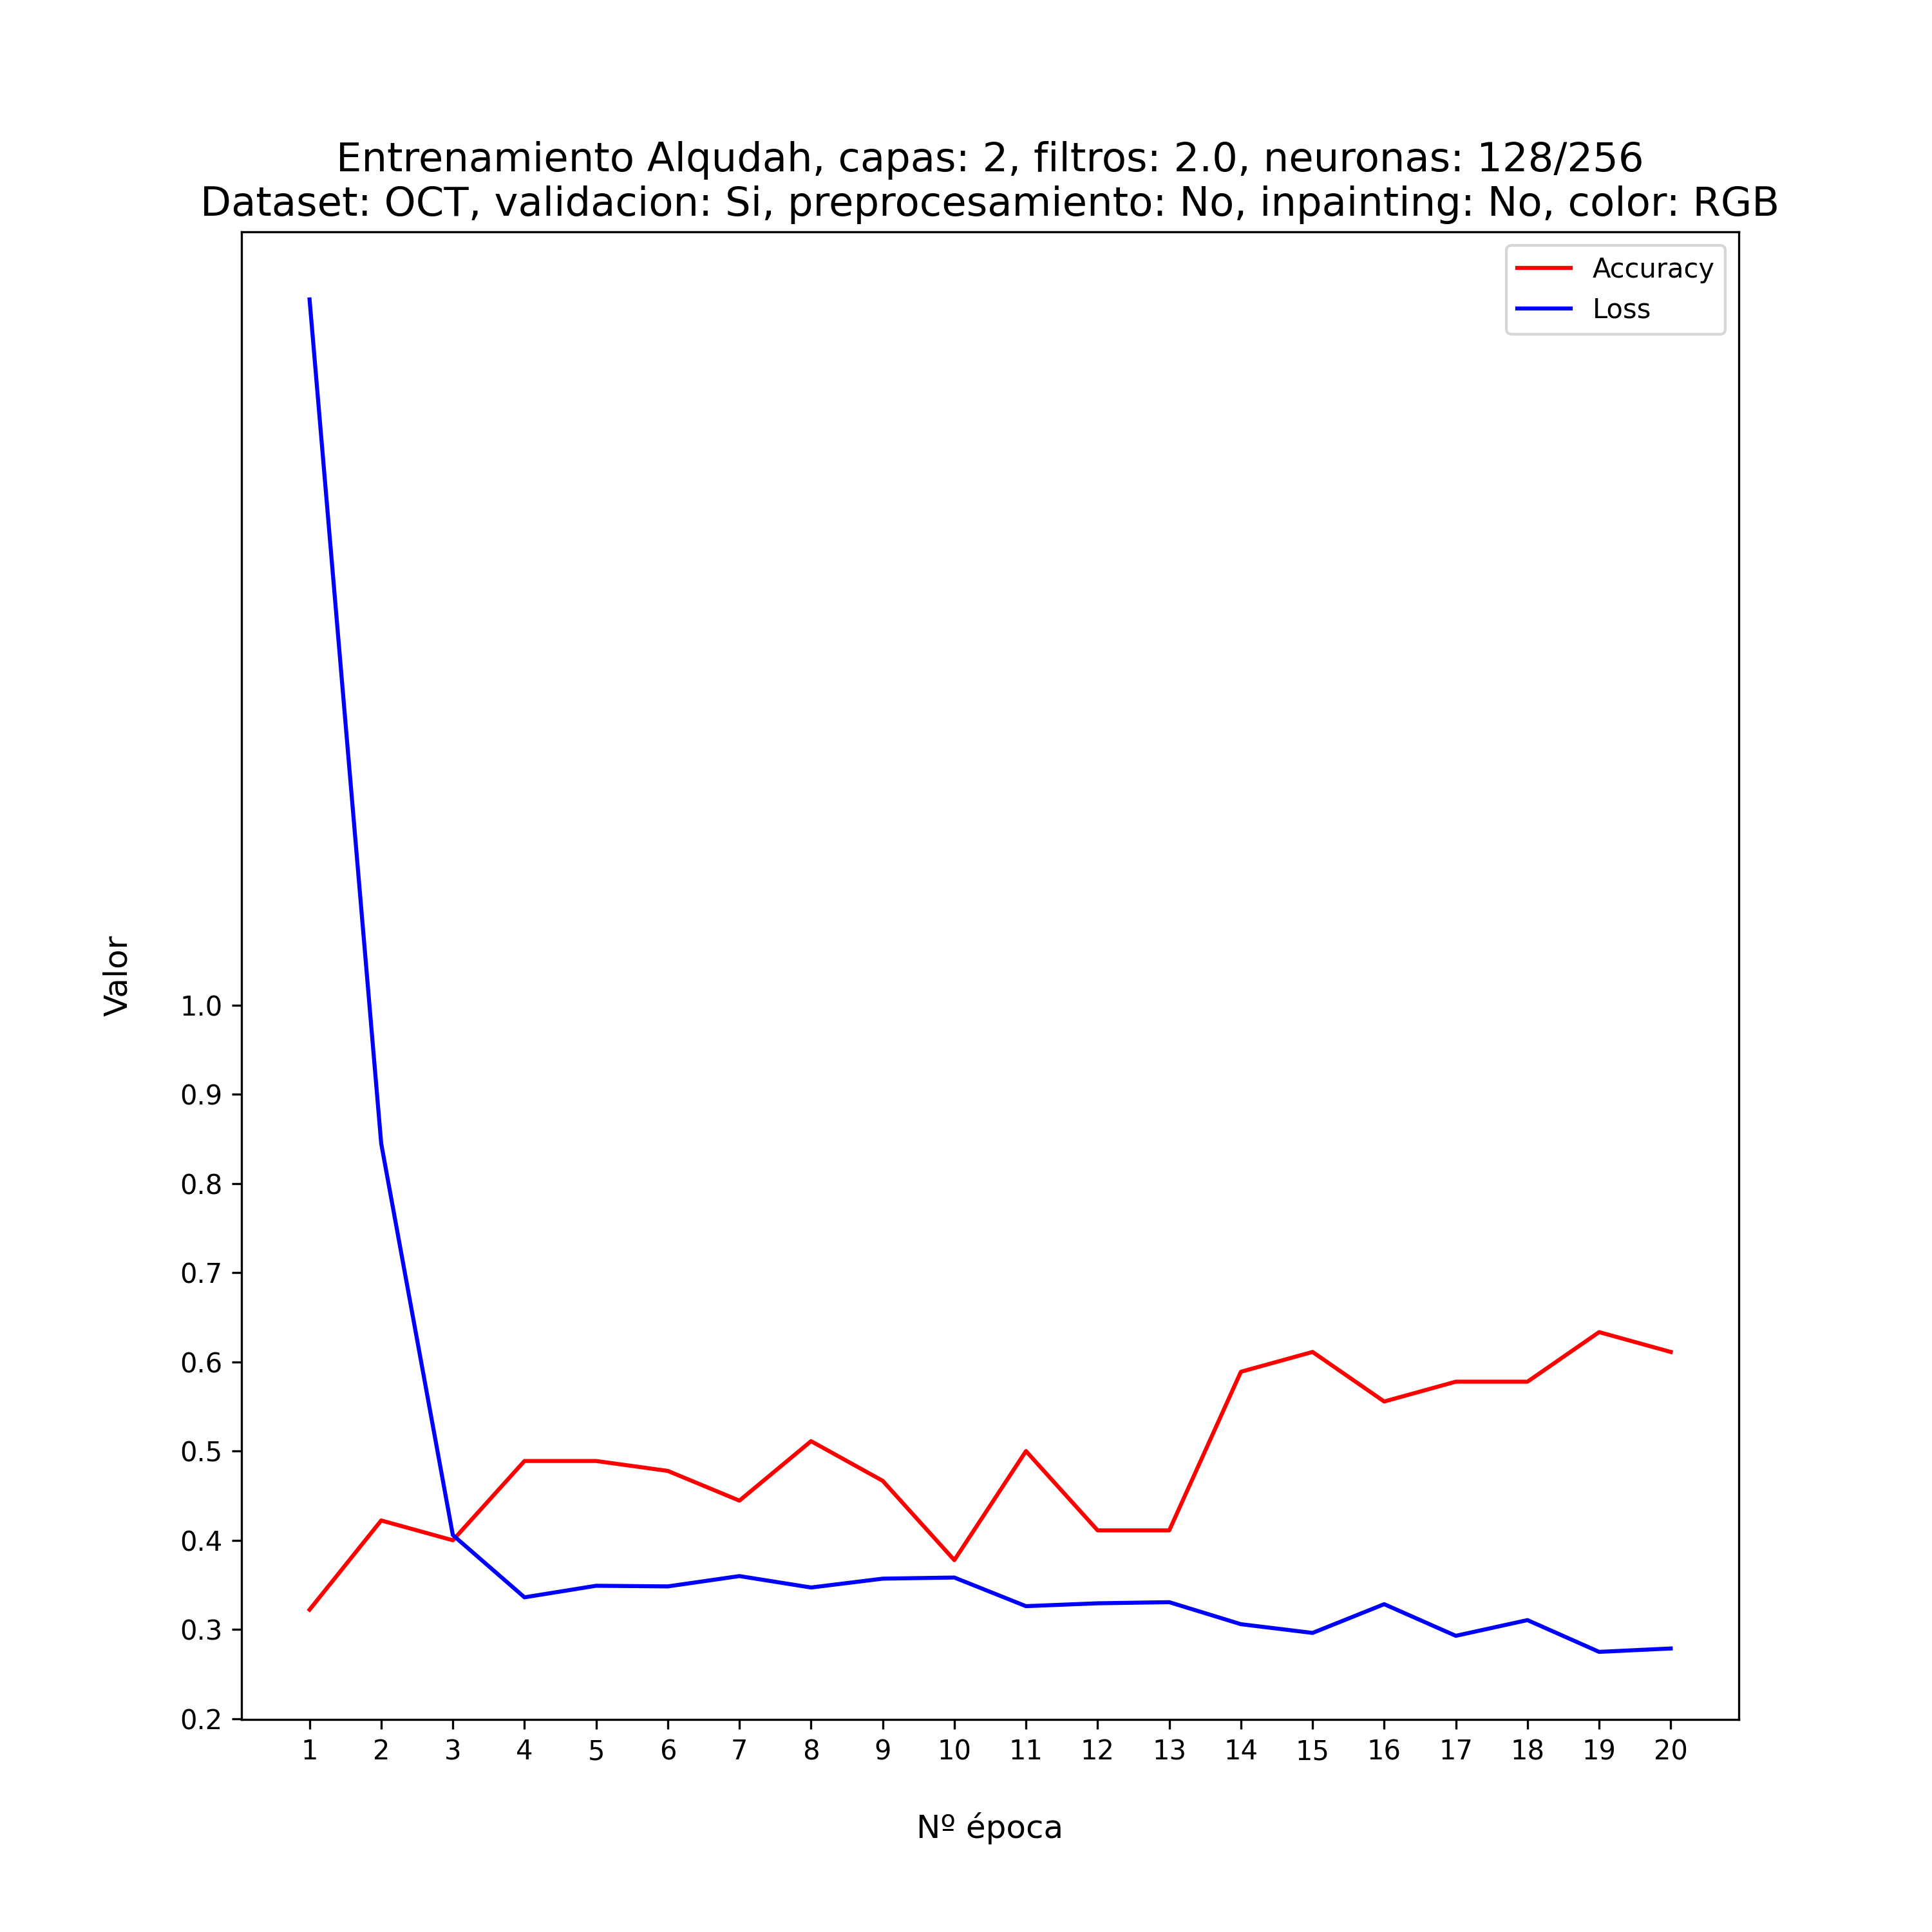 Entrenamiento Alqudah, capas: 2, filtros: 2.0, neuronas: 128/256
Dataset: OCT, validacion: Si, preprocesamiento: No, inpainting: No, color: RGB
Accuracy
Loss
Valor
1.0
0.9
0.8
0.7
0.6
0.5
0.4
0.3
0.2
1 2 3 4 5 6 7 8 9 10 11 12 13 14 15 16 17 18 19 20
Nº época